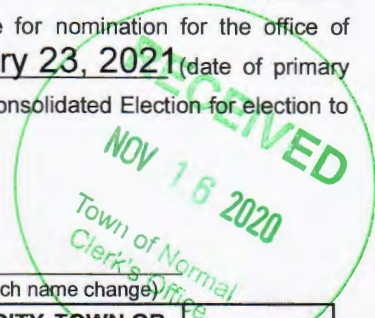 e for nomination for the office of
ry 23, 2021 (date of primary
onsolidated Election for election to
RECEIVED
NOV 16 2020
Town of Normal
Clerk's Office
ch name change)
CITY, TOWN OR